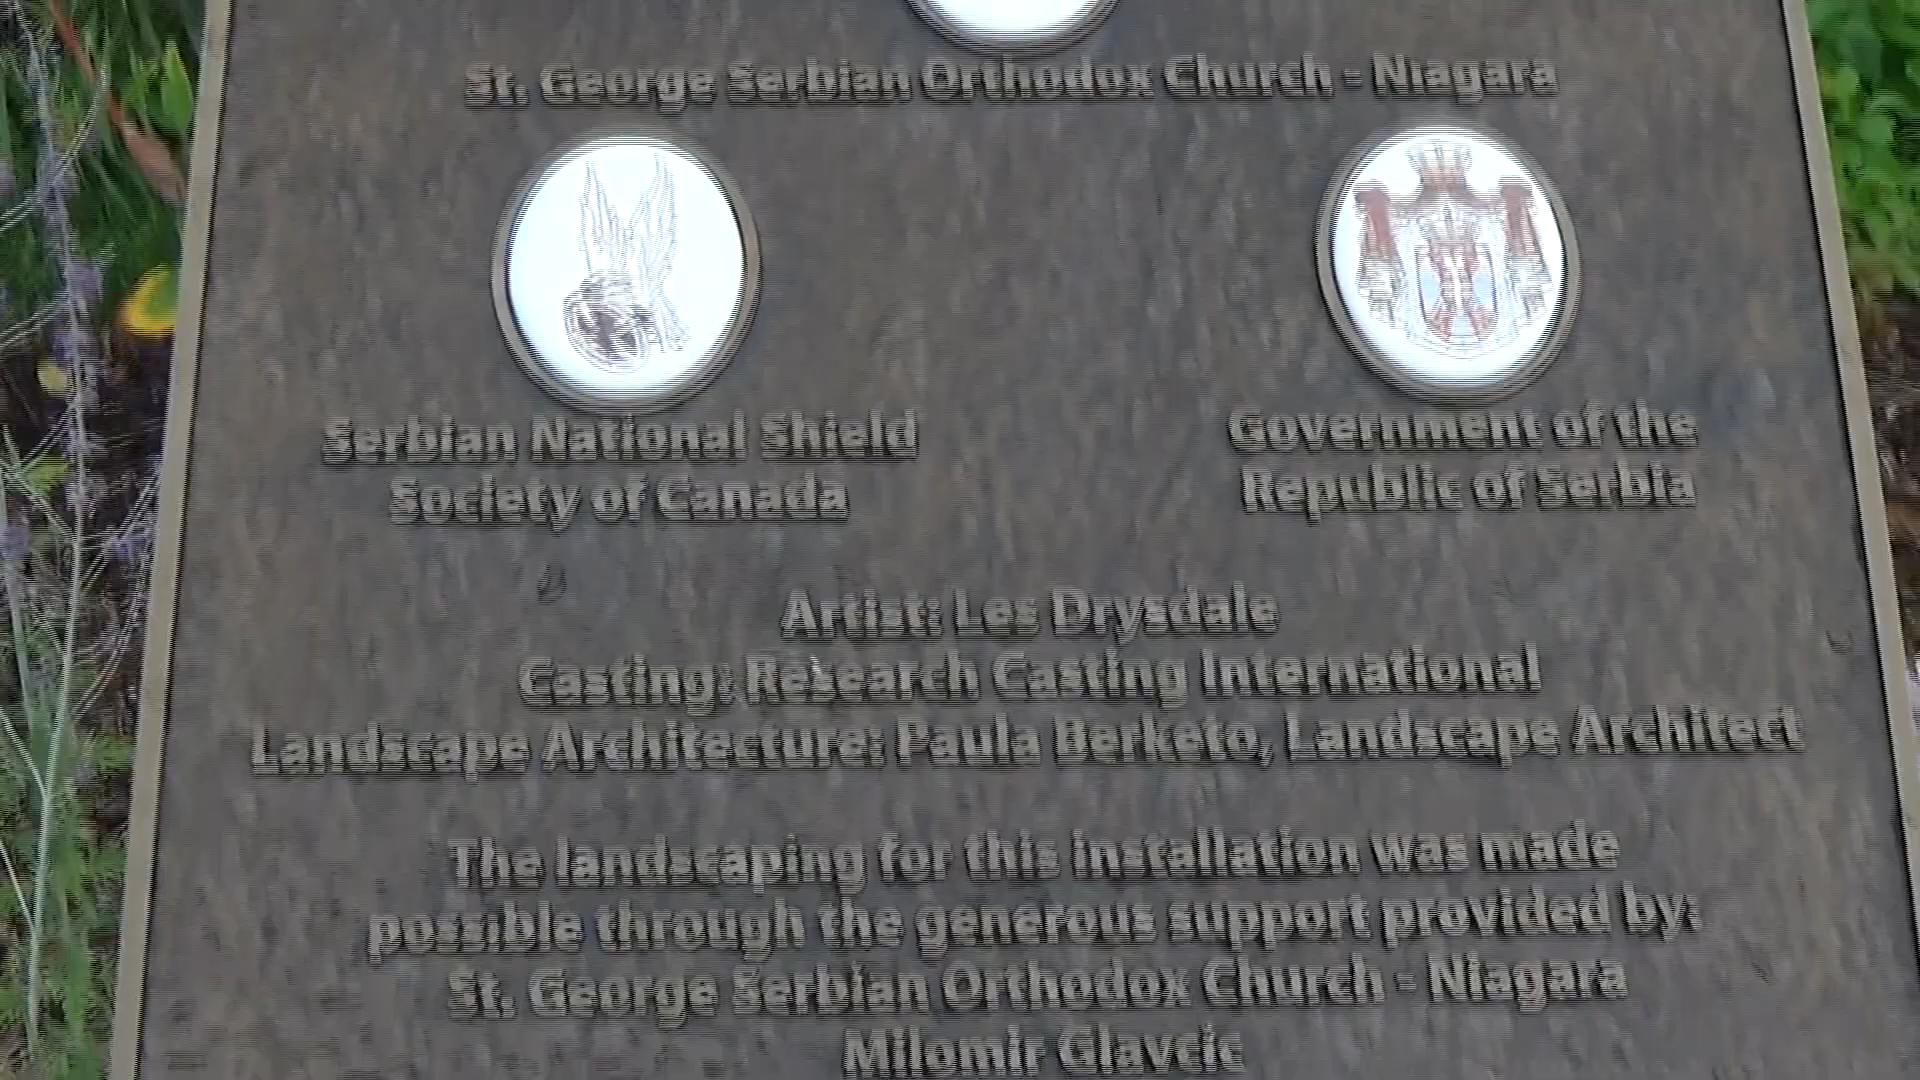 St. George Serbian Orthodox Church - Niagara
Serbian National Shield
Society of Canada
Government of the
Republic of Serbia
Artist: Les Drysdale
Casting: Research Casting International
Landscape Architecture: Paula Berketo, Landscape Architect
The landscaping for this installation was made
possible through the generous support provided by:
St. George Serbian Orthodox Church - Niagara
Milomir Glavcic